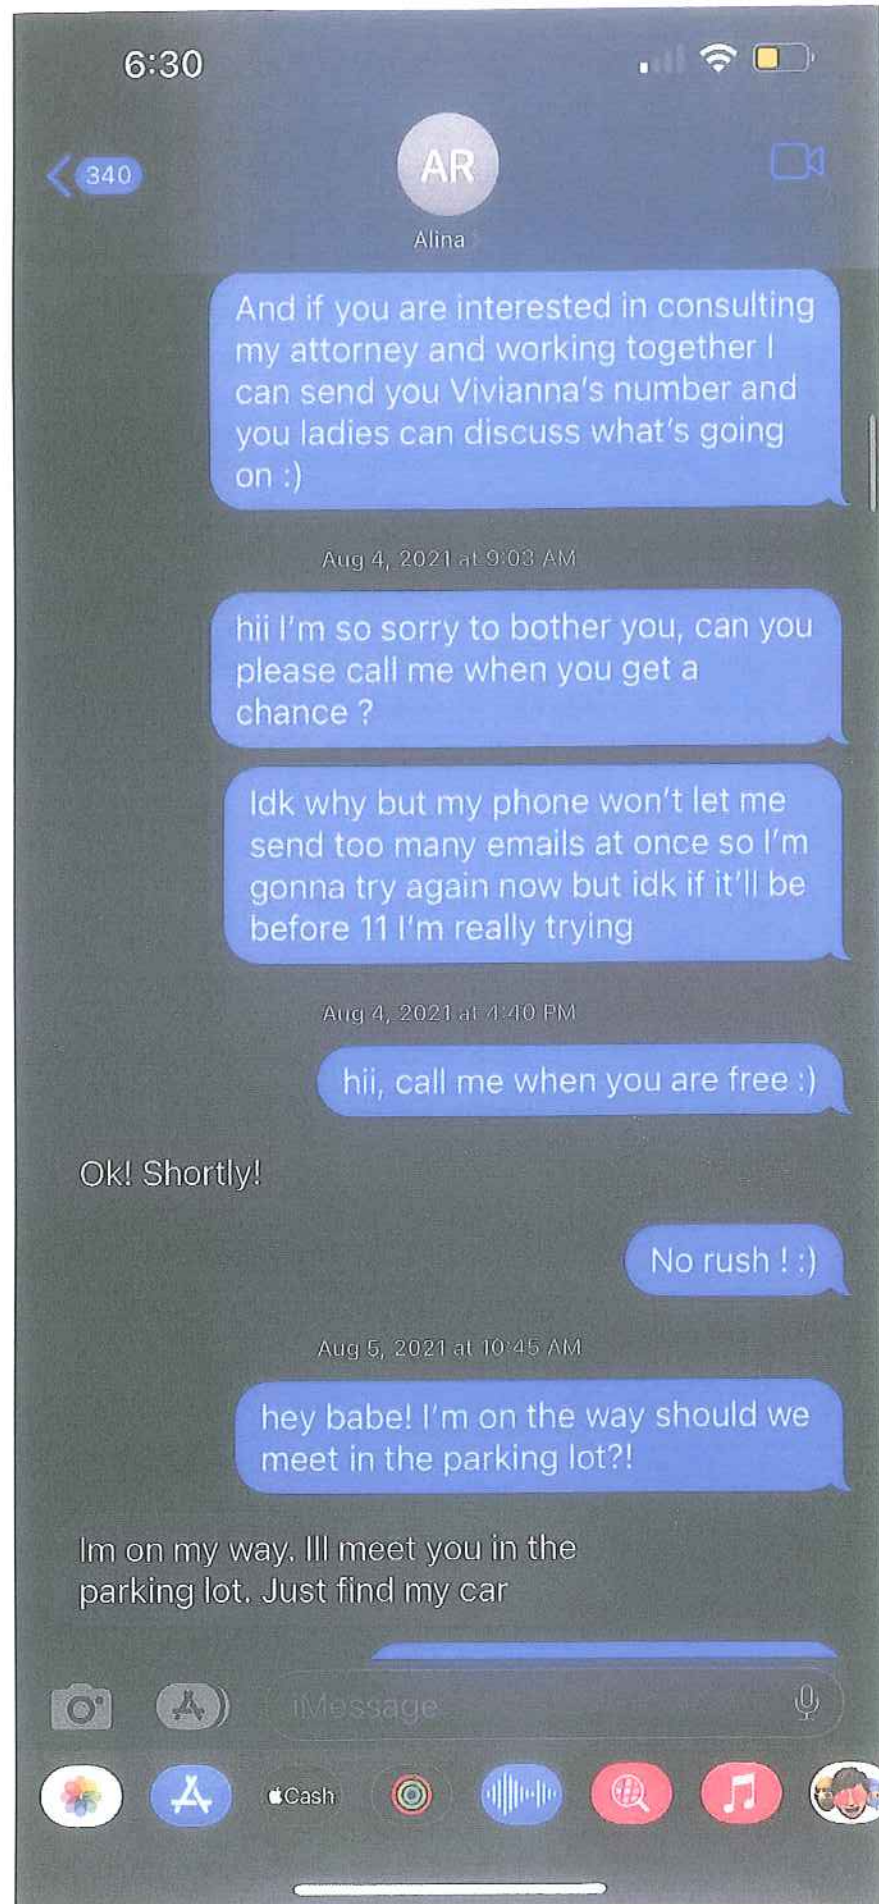 6:30
340
AR
Alina
And if you are interested in consulting
my attorney and working together I
can send you Vivianna's number and
you ladies can discuss what's going
on :)
Aug 4, 2021 at 9:03 AM
hii I'm so sorry to bother you, can you
please call me when you get a
chance ?
Idk why but my phone won't let me
send too many emails at once so I'm
gonna try again now but idk if it'll be
before 11 I'm really trying
Aug 4, 2021 at 4:40 PM
hii, call me when you are free :)
Ok! Shortly!
No rush ! :)
Aug 5, 2021 at 10:45 AM
hey babe! I'm on the way should we
meet in the parking lot?!
Im on my way. Ill meet you in the
parking lot. Just find my car
iMessage
Cash